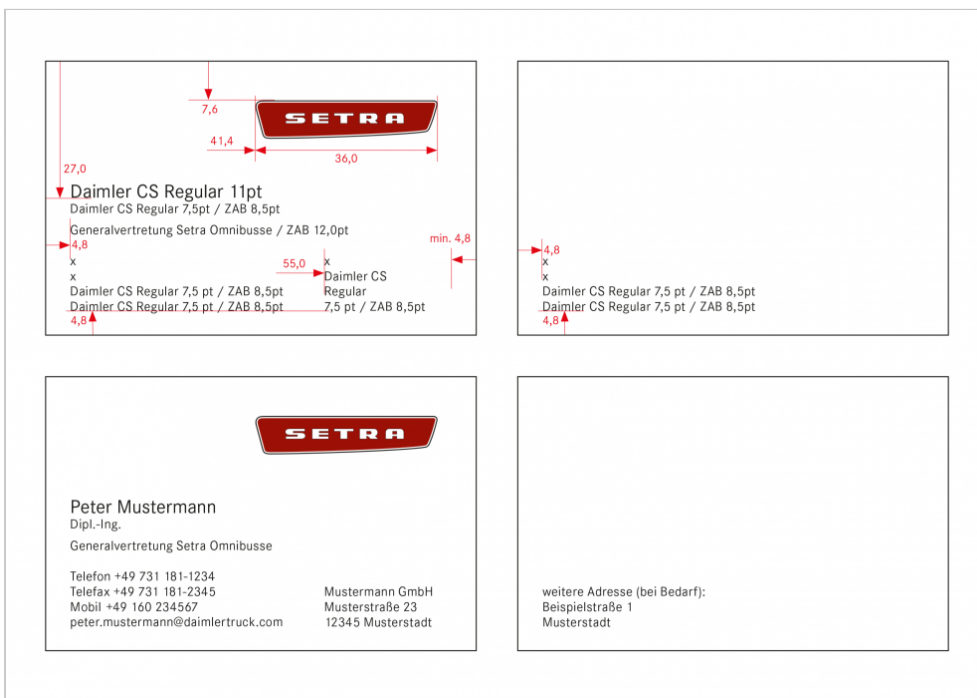 7,6
SETRA
41,4
36,0
27,0
Daimler CS Regular 11pt
Daimler CS Regular 7,5pt / ZAB 8,5pt
Generalvertretung Setra Omnibusse / ZAB 12,0pt
4,8
min. 4,8
x
x
Daimler CS Regular 7,5 pt / ZAB 8,5pt
Daimler CS Regular 7,5 pt / ZAB 8,5pt
4,8
55,0
x
Daimler CS
Regular
7,5 pt / ZAB 8,5pt
4,8
x
x
Daimler CS Regular 7,5 pt / ZAB 8,5pt
Daimler CS Regular 7,5 pt / ZAB 8,5pt
4,8
SETRA
Peter Mustermann
Dipl.-Ing.
Generalvertretung Setra Omnibusse
Telefon +49 731 181-1234
Telefax +49 731 181-2345
Mobil +49 160 234567
peter.mustermann@daimlertruck.com
Mustermann GmbH
Musterstraße 23
12345 Musterstadt
weitere Adresse (bei Bedarf):
Beispielstraße 1
Musterstadt